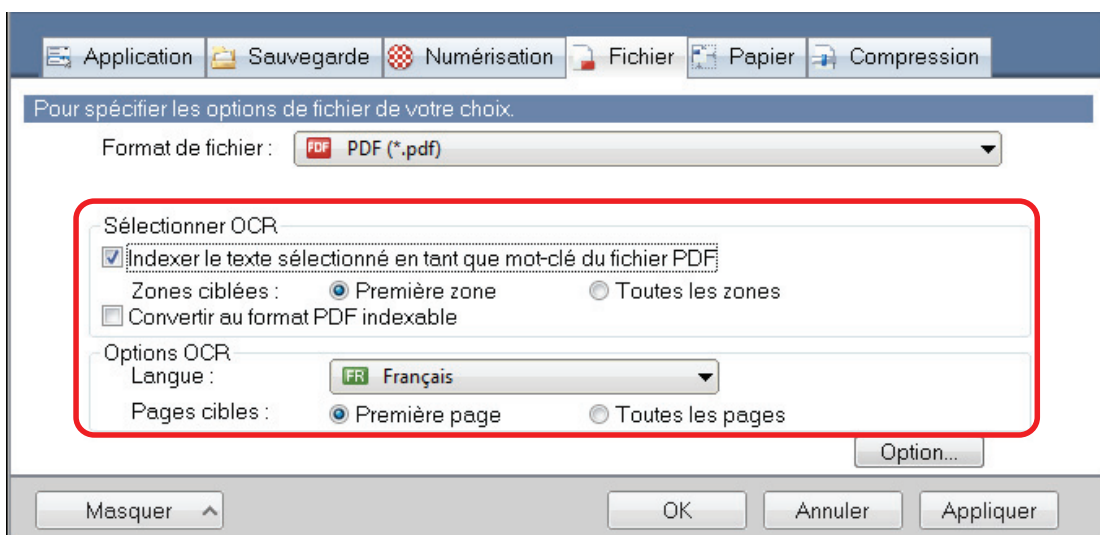 Application Sauvegarde Numérisation Fichier Papier Compression
Pour spécifier les options de fichier de votre choix.
Format de fichier : PDF PDF (*.pdf)
Sélectionner OCR
Indexer le texte sélectionné en tant que mot-clé du fichier PDF
Zones ciblées : Première zone Toutes les zones
Convertir au format PDF indexable
Options OCR
Langue : FR Français
Pages cibles : Première page Toutes les pages
Option...
Masquer OK Annuler Appliquer